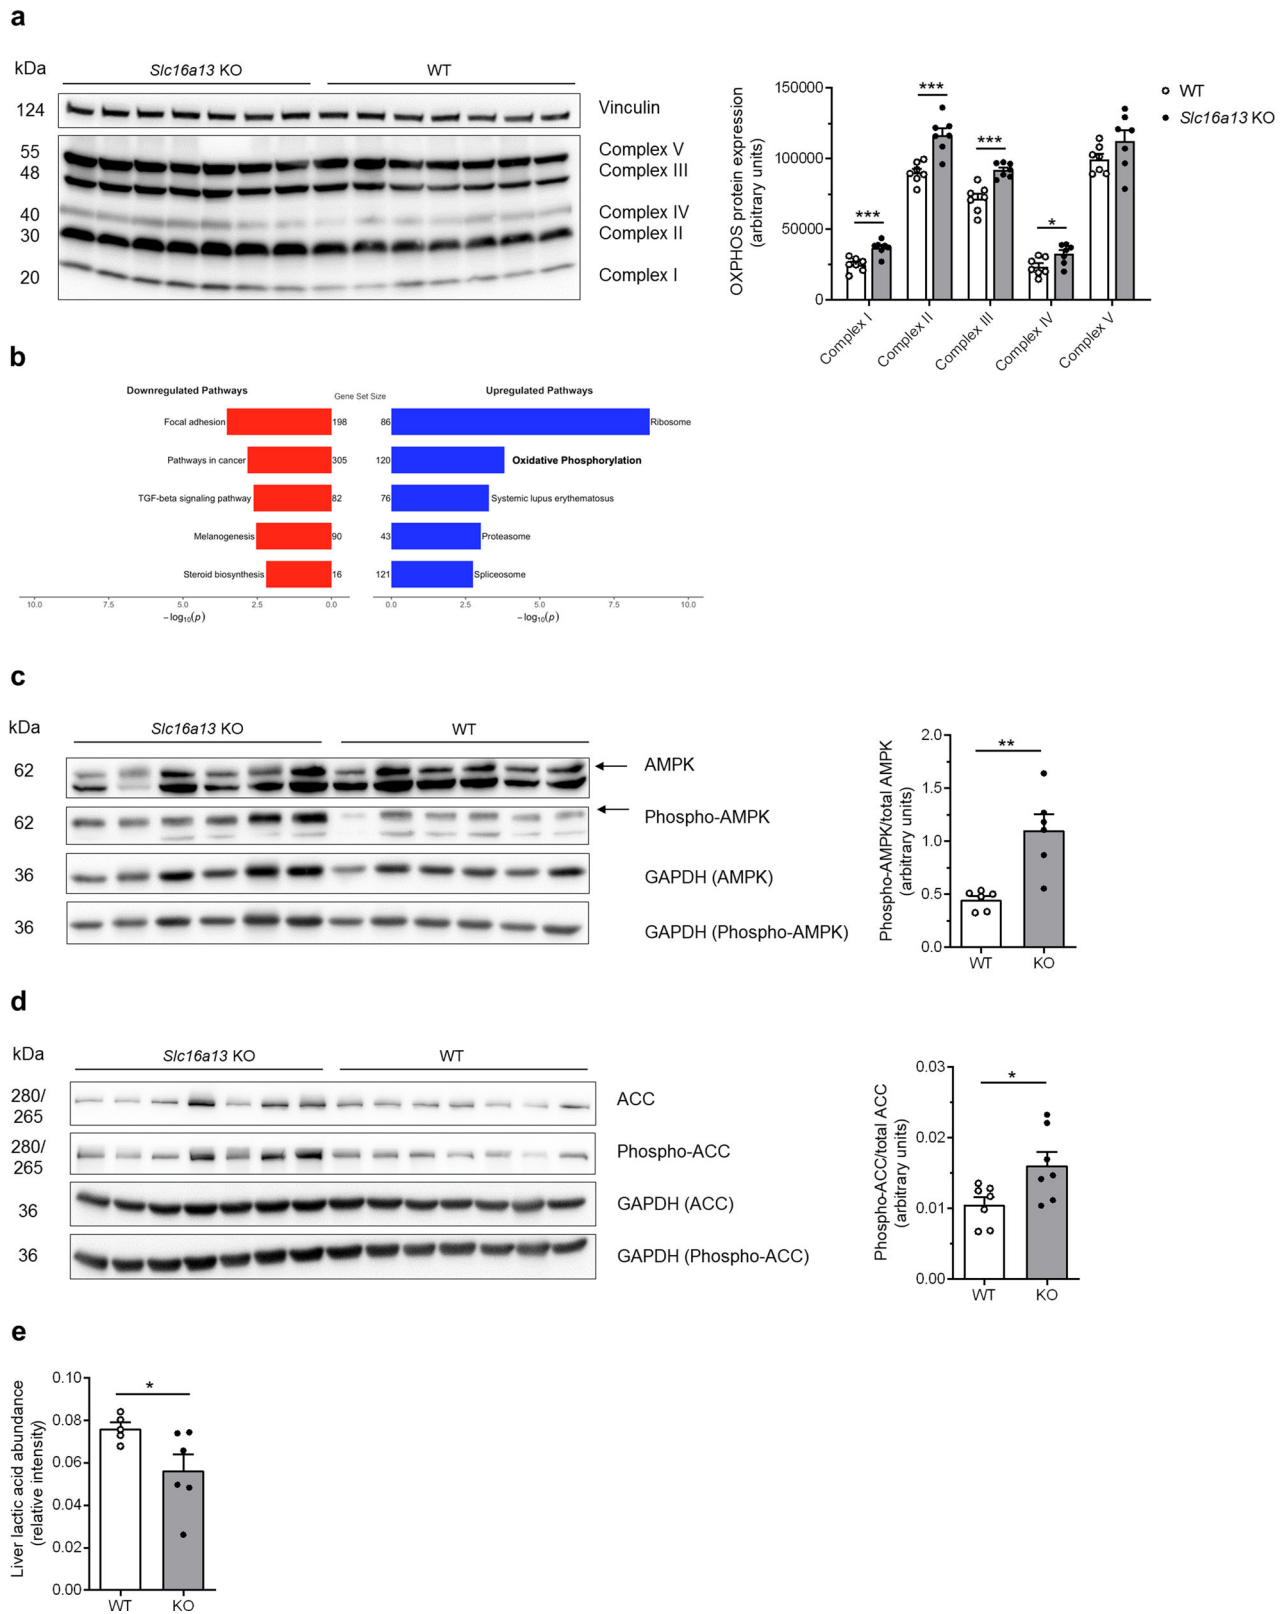 a
kDa
Slc16a13 KO
WT
124
Vinculin
55
Complex V
48
Complex III
40
Complex IV
30
Complex II
20
Complex I
OXPHOS protein expression
(arbitrary units)
150000
100000
50000
0
***
***
***
*
Complex I
Complex II
Complex III
Complex IV
Complex V
WT
Slc16a13 KO
b
Downregulated Pathways
Gene Set Size
Upregulated Pathways
Focal adhesion 198 86 Ribosome
Pathways in cancer 305 120 Oxidative Phosphorylation
TGF-beta signaling pathway 82 76 Systemic lupus erythematosus
Melanogenesis 90 43 Proteasome
Steroid biosynthesis 16 121 Spliceosome
10.0 7.5 5.0 2.5 0.0 0.0 2.5 5.0 7.5 10.0
−log10(p) −log10(p)
c
kDa
Slc16a13 KO
WT
62
AMPK
62
Phospho-AMPK
36
GAPDH (AMPK)
36
GAPDH (Phospho-AMPK)
Phospho-AMPK/total AMPK
(arbitrary units)
2.0
1.5
1.0
0.5
0.0
**
WT KO
d
kDa
Slc16a13 KO
WT
280/
265
ACC
280/
265
Phospho-ACC
36
GAPDH (ACC)
36
GAPDH (Phospho-ACC)
Phospho-ACC/total ACC
(arbitrary units)
0.03
0.02
0.01
0.00
*
WT KO
e
Liver lactic acid abundance
(relative intensity)
0.10
0.08
0.06
0.04
0.02
0.00
*
WT KO